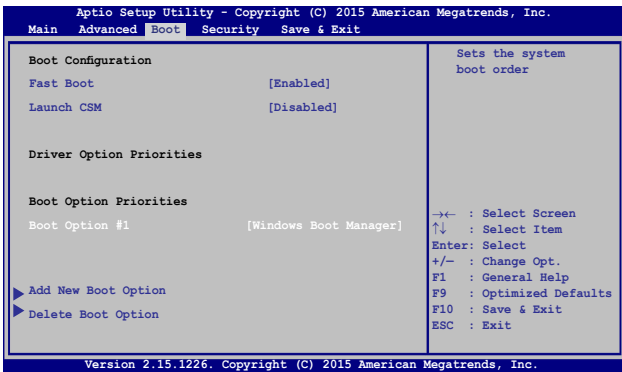 Aptio Setup Utility - Copyright (C) 2015 American Megatrends, Inc.
Main Advanced Boot Security Save & Exit
Boot Configuration
Fast Boot [Enabled]
Launch CSM [Disabled]
Driver Option Priorities
Boot Option Priorities
Boot Option #1 [Windows Boot Manager]
Add New Boot Option
Delete Boot Option
Sets the system
boot order
→← : Select Screen
↑↓ : Select Item
Enter: Select
+/— : Change Opt.
F1 : General Help
F9 : Optimized Defaults
F10 : Save & Exit
ESC : Exit
Version 2.15.1226. Copyright (C) 2015 American Megatrends, Inc.